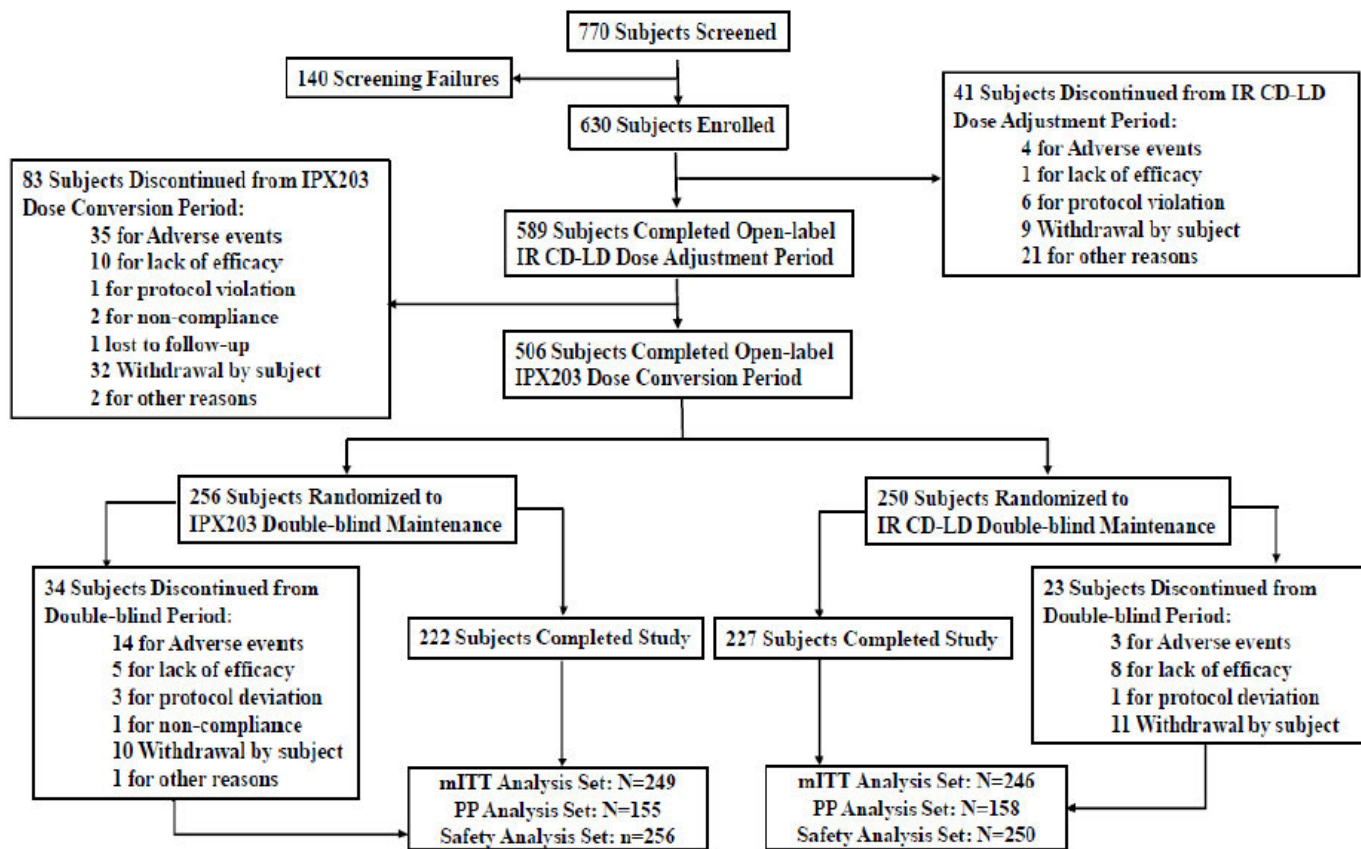 770 Subjects Screened
140 Screening Failures
630 Subjects Enrolled
41 Subjects Discontinued from IR CD-LD
Dose Adjustment Period:
4 for Adverse events
1 for lack of efficacy
6 for protocol violation
9 Withdrawal by subject
21 for other reasons
83 Subjects Discontinued from IPX203
Dose Conversion Period:
35 for Adverse events
10 for lack of efficacy
1 for protocol violation
2 for non-compliance
1 lost to follow-up
32 Withdrawal by subject
2 for other reasons
589 Subjects Completed Open-label
IR CD-LD Dose Adjustment Period
506 Subjects Completed Open-label
IPX203 Dose Conversion Period
256 Subjects Randomized to
IPX203 Double-blind Maintenance
250 Subjects Randomized to
IR CD-LD Double-blind Maintenance
34 Subjects Discontinued from
Double-blind Period:
14 for Adverse events
5 for lack of efficacy
3 for protocol deviation
1 for non-compliance
10 Withdrawal by subject
1 for other reasons
222 Subjects Completed Study
227 Subjects Completed Study
23 Subjects Discontinued from
Double-blind Period:
3 for Adverse events
8 for lack of efficacy
1 for protocol deviation
11 Withdrawal by subject
mITT Analysis Set: N=249
PP Analysis Set: N=155
Safety Analysis Set: n=256
mITT Analysis Set: N=246
PP Analysis Set: N=158
Safety Analysis Set: N=250